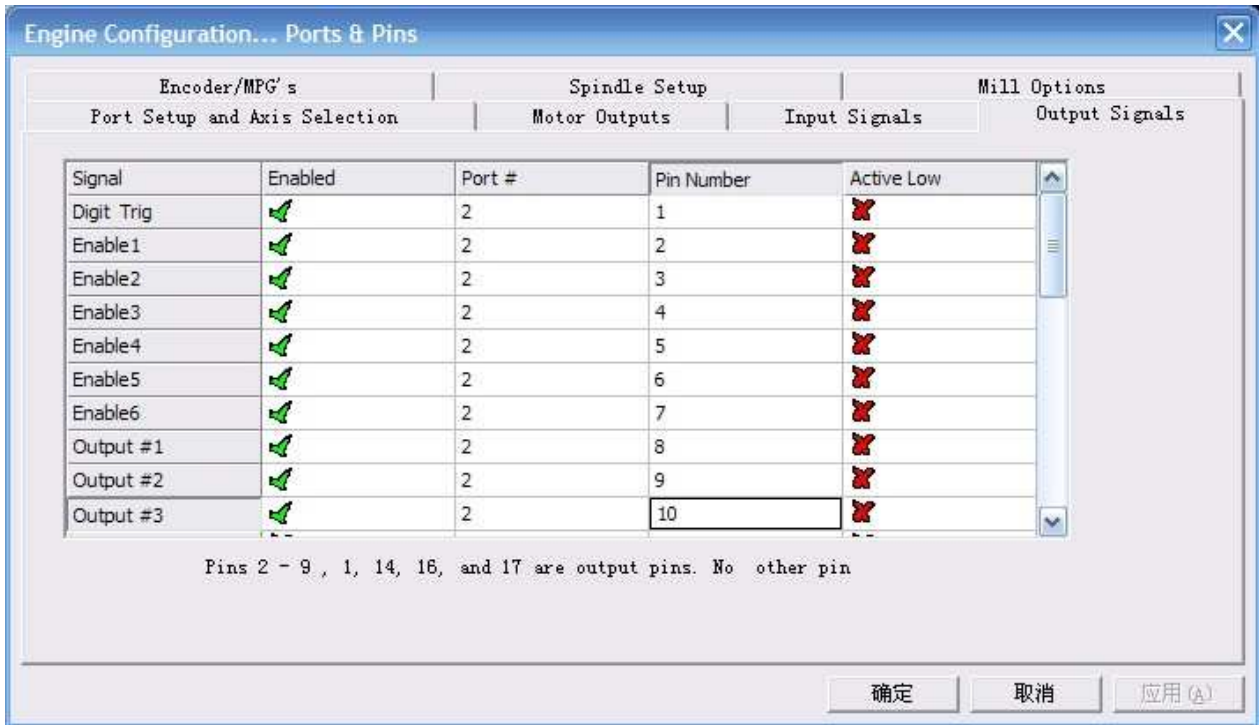 Engine Configuration... Ports & Pins
Encoder/MPG's Spindle Setup Mill Options
Port Setup and Axis Selection Motor Outputs Input Signals Output Signals
Signal Enabled Port # Pin Number Active Low
Digit Trig 2 1
Enable1 2 2
Enable2 2 3
Enable3 2 4
Enable4 2 5
Enable5 2 6
Enable6 2 7
Output #1 2 8
Output #2 2 9
Output #3 2 10
Pins 2 - 9 , 1, 14, 16, and 17 are output pins. No other pin
确定 取消 应用(A)